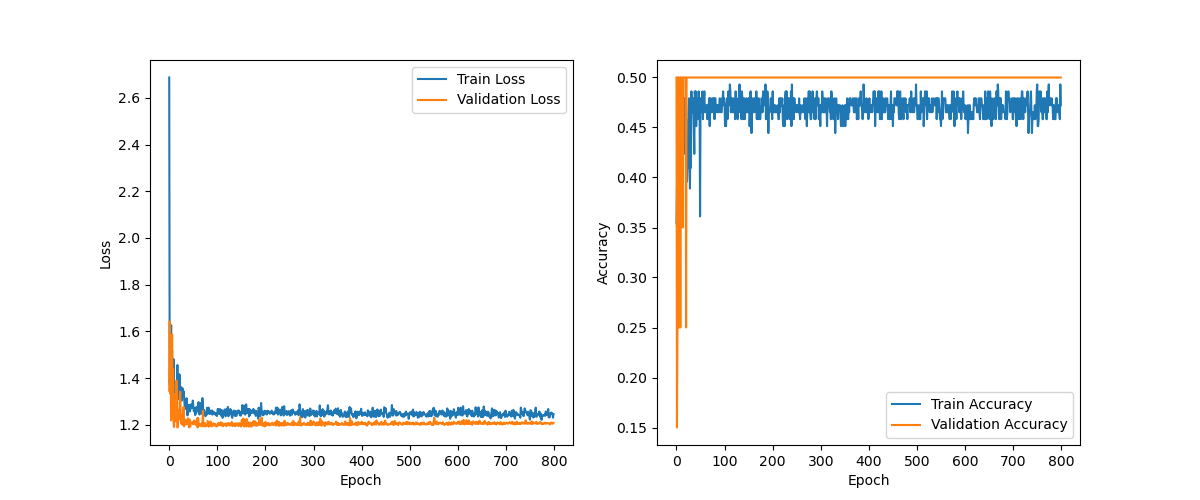 2.6
2.4
2.2
2.0
1.8
1.6
1.4
1.2
Loss
0 100 200 300 400 500 600 700 800
Epoch
Train Loss
Validation Loss
0.50
0.45
0.40
0.35
0.30
0.25
0.20
0.15
Accuracy
0 100 200 300 400 500 600 700 800
Epoch
Train Accuracy
Validation Accuracy